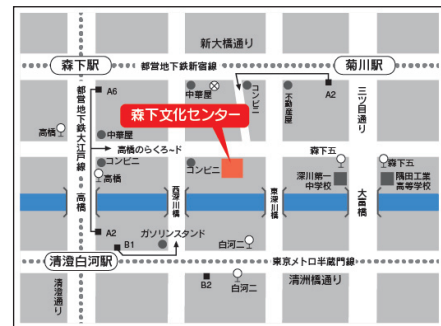 新大橋通り
森下駅
都営地下鉄新宿線
菊川駅
A6
中華屋
コンビニ
不動産屋
A2
三ツ目通り
都営地下鉄大江戸線
森下文化センター
高橋
中華屋
高橋のらくろ~ド
コンビニ
高橋
コンビニ
森下五
森下五
深川第一
中学校
隅田工業
高等学校
高橋
西深川橋
東深川橋
大富橋
A2
B1
ガソリンスタンド
白河二
清澄白河駅
東京メトロ半蔵門線
清澄通り
B2
白河二
清洲橋通り